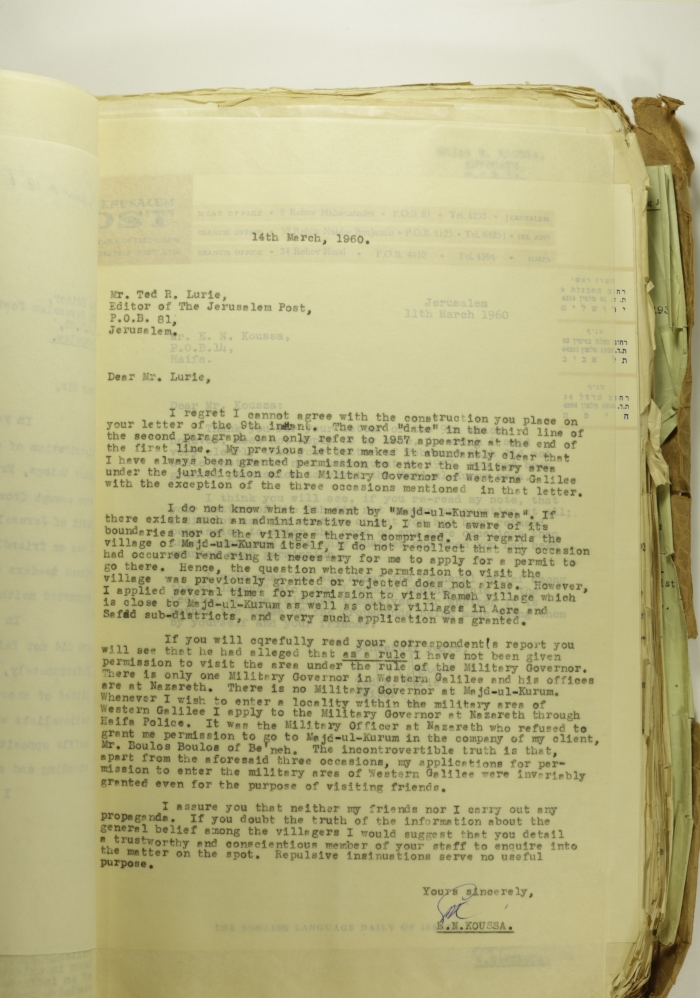 14th March, 1960.
Mr. Ted R. Lurie,
Editor of The Jerusalem Post,
P.O.B. 81,
Jerusalem.
Jerusalem
11th March 1960
Mr. E. N. Koussa,
P.O.B.14,
Haifa.
Dear Mr. Lurie,
Dear Mr. Koussa:
I regret I cannot agree with the construction you place on
your letter of the 9th instant. The word "date" in the third line of
the second paragraph can only refer to 1957 appearing at the end of
the first line. My previous letter makes it abundantly clear that
I have always been granted permission to enter the military area
under the jurisdiction of the Military Governor of Westerns Galilee
with the exception of the three occasions mentioned in that letter.
I do not know what is meant by "Majd-ul-Kurum area". If
there exists such an administrative unit, I am not aware of its
boundaries nor of the villages therein comprised. As regards the
village of Majd-ul-Kurum itself, I do not recollect that any occasion
had occurred rendering it necessary for me to apply for a permit to
go there. Hence, the question whether permission to visit the
village was previously granted or rejected does not arise. However,
I applied several times for permission to visit Rameh village which
is close to Majd-ul-Kurum as well as other villages in Acre and
Safad sub-districts, and every such application was granted.
If you will cqrefully read your correspondent's report you
will see that he had alleged that as a rule I have not been given
permission to visit the area under the rule of the Military Governor.
There is only one Military Governor in Western Galilee and his offices
are at Nazareth. There is no Military Governor at Majd-ul-Kurum.
Whenever I wish to enter a locality within the military area of
Western Galilee I apply to the Military Governor at Nazareth through
Haifa Police. It was the Military Officer at Nazareth who refused to
grant me permission to go to Majd-ul-Kurum in the company of my client,
Mr. Boulos Boulos of Be'neh. The incontrovertible truth is that,
apart from the aforesaid three occasions, my applications for per-
mission to enter the military area of Western Galilee were invariably
granted even for the purpose of visiting friends.
I assure you that neither my friends nor I carry out any
propaganda. If you doubt the truth of the information about the
general belief among the villagers I would suggest that you detail
a trustworthy and conscientious member of your staff to enquire into
the matter on the spot. Repulsive insinuations serve no useful
purpose.
Yours sincerely,
E.N.KOUSSA.